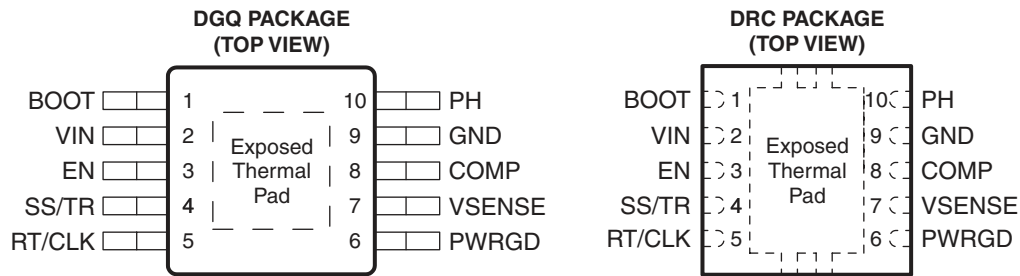 DGQ PACKAGE
(TOP VIEW)
BOOT 1 10 PH
VIN 2 9 GND
EN 3 8 COMP
SS/TR 4 7 VSENSE
RT/CLK 5 6 PWRGD
Exposed
Thermal
Pad
DRC PACKAGE
(TOP VIEW)
BOOT 1 10 PH
VIN 2 9 GND
EN 3 8 COMP
SS/TR 4 7 VSENSE
RT/CLK 5 6 PWRGD
Exposed
Thermal
Pad